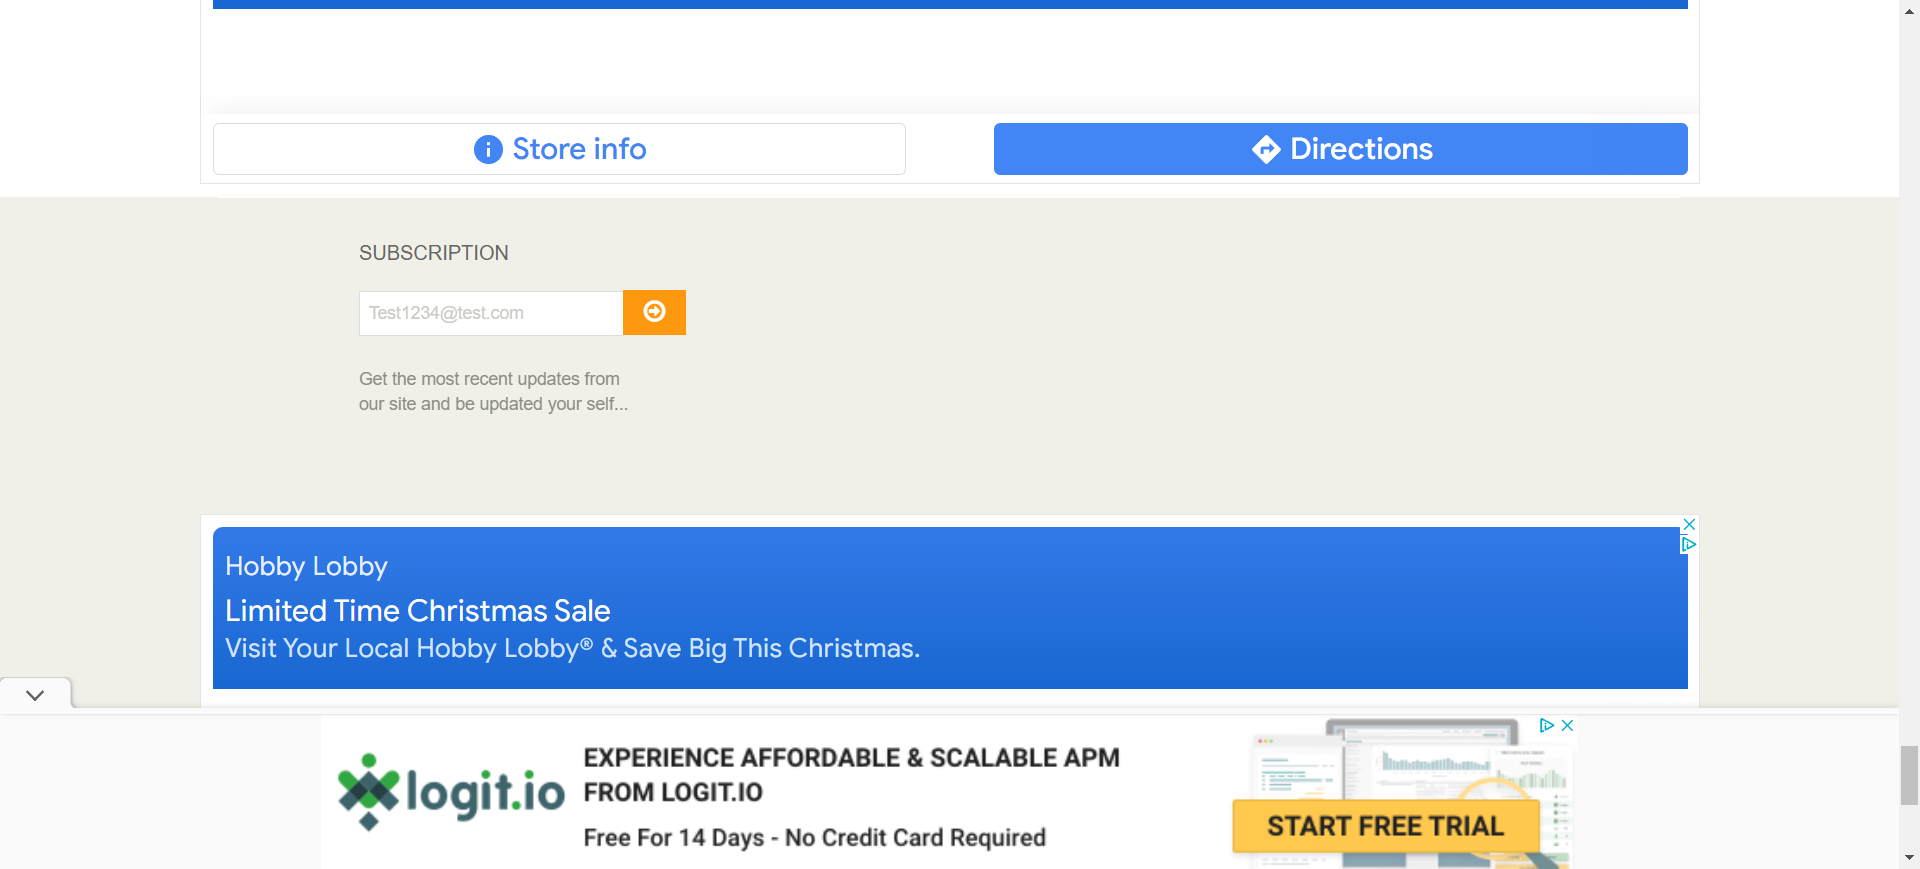 Store info
Directions
SUBSCRIPTION
Test1234@test.com
Get the most recent updates from
our site and be updated your self...
Hobby Lobby
Limited Time Christmas Sale
Visit Your Local Hobby Lobby® & Save Big This Christmas.
logit.io
EXPERIENCE AFFORDABLE & SCALABLE APM
FROM LOGIT.IO
Free For 14 Days - No Credit Card Required
START FREE TRIAL